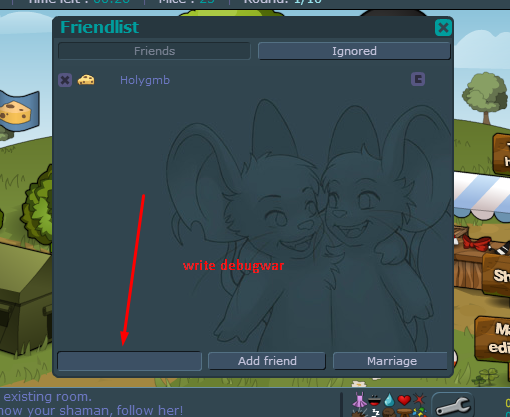 Time left : 00:20 | Mice : 25 | Round: 1/10
Friendlist
Friends
Ignored
Holygmb
write debugwar
Add friend
Marriage
existing room.
now your shaman, follow her!